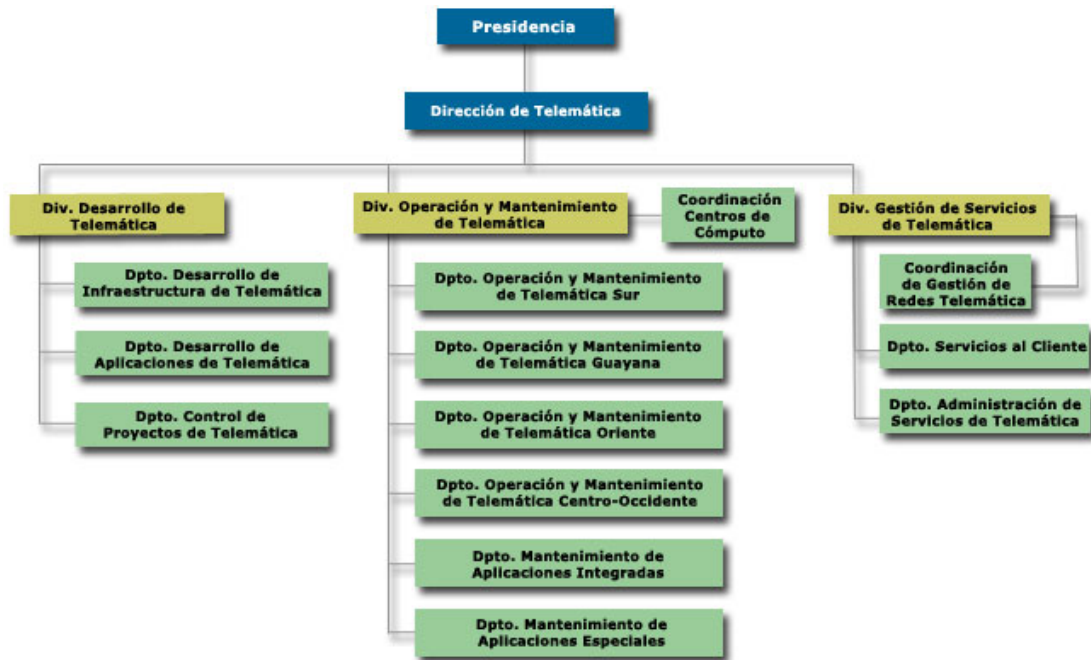 Presidencia
Dirección de Telemática
Div. Desarrollo de
Telemática
Dpto. Desarrollo de
Infraestructura de Telemática
Dpto. Desarrollo de
Aplicaciones de Telemática
Dpto. Control de
Proyectos de Telemática
Div. Operación y Mantenimiento
de Telemática
Coordinación
Centros de
Cómputo
Dpto. Operación y Mantenimiento
de Telemática Sur
Dpto. Operación y Mantenimiento
de Telemática Guayana
Dpto. Operación y Mantenimiento
de Telemática Oriente
Dpto. Operación y Mantenimiento
de Telemática Centro-Occidente
Dpto. Mantenimiento de
Aplicaciones Integradas
Dpto. Mantenimiento de
Aplicaciones Especiales
Div. Gestión de Servicios
de Telemática
Coordinación
de Gestión de
Redes Telemática
Dpto. Servicios al Cliente
Dpto. Administración de
Servicios de Telemática